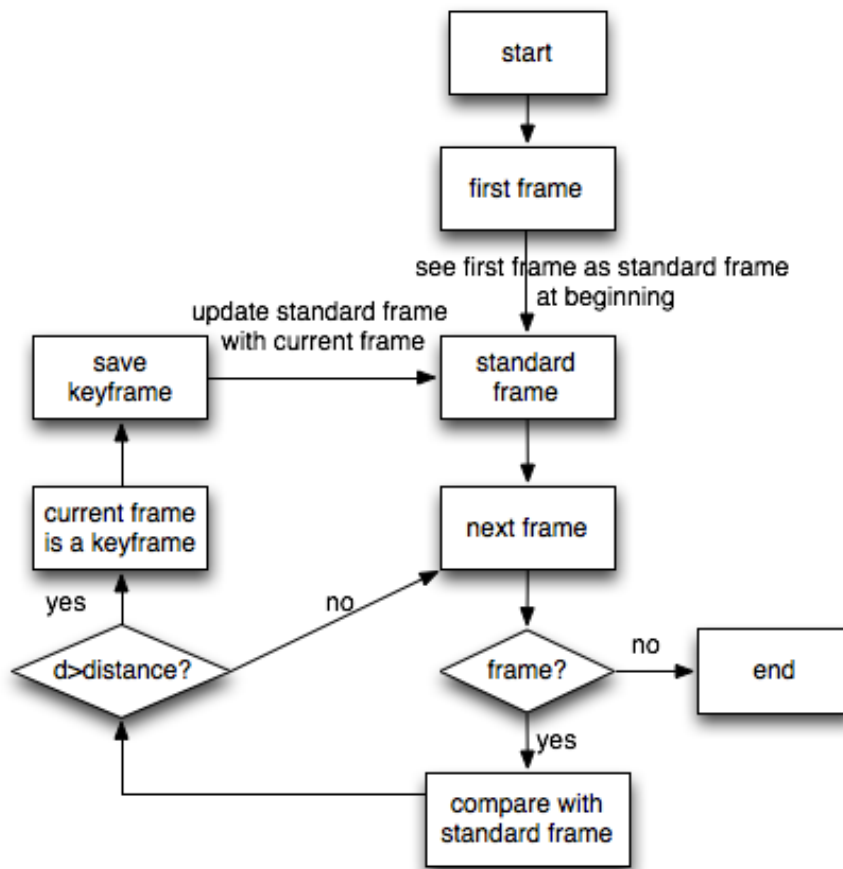 start
first frame
see first frame as standard frame
at beginning
update standard frame
with current frame
save
keyframe
standard
frame
current frame
is a keyframe
next frame
yes
no
d>distance?
frame?
no
end
yes
compare with
standard frame